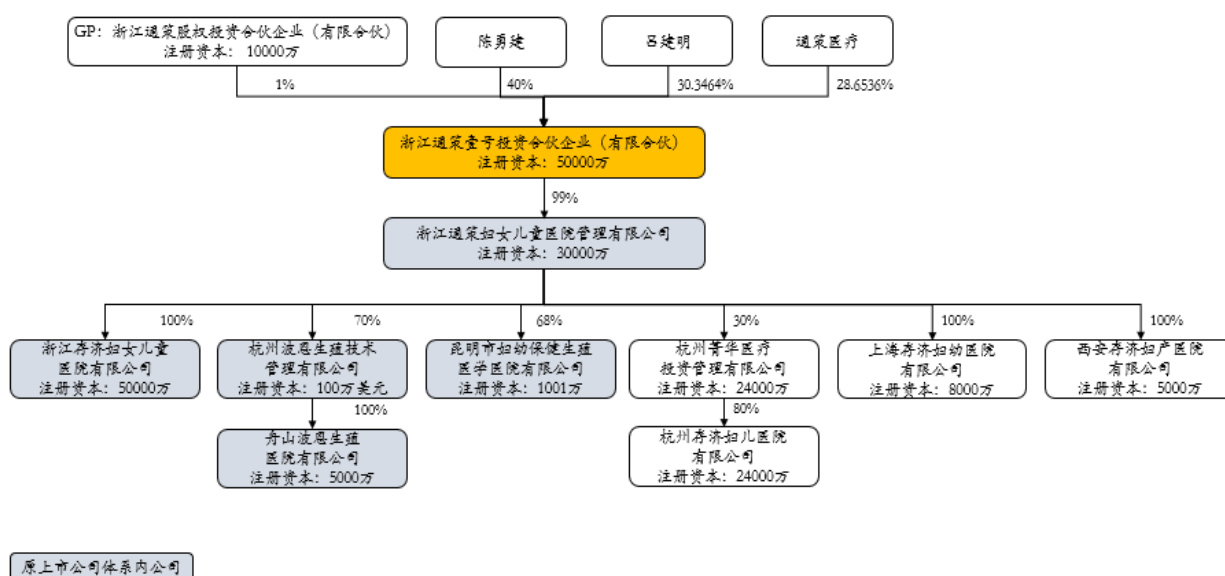 GP：浙江通策股权投资合伙企业（有限合伙）
注册资本：10000万
陈勇建
吕建明
通策医疗
1%
40%
30.3464%
28.6536%
浙江通策壹号投资合伙企业（有限合伙）
注册资本：50000万
99%
浙江通策妇女儿童医院管理有限公司
注册资本：30000万
100%
70%
68%
30%
100%
100%
浙江存济妇女儿童
医院有限公司
注册资本：50000万
杭州波恩生殖技术
管理有限公司
注册资本：100万美元
昆明市妇幼保健生殖
医学医院有限公司
注册资本：1001万
杭州菁华医疗
投资管理有限公司
注册资本：24000万
上海存济妇幼医院
有限公司
注册资本：8000万
西安存济妇产医院
有限公司
注册资本：5000万
100%
80%
舟山波恩生殖
医院有限公司
注册资本：5000万
杭州存济妇儿医院
有限公司
注册资本：24000万
原上市公司体系内公司